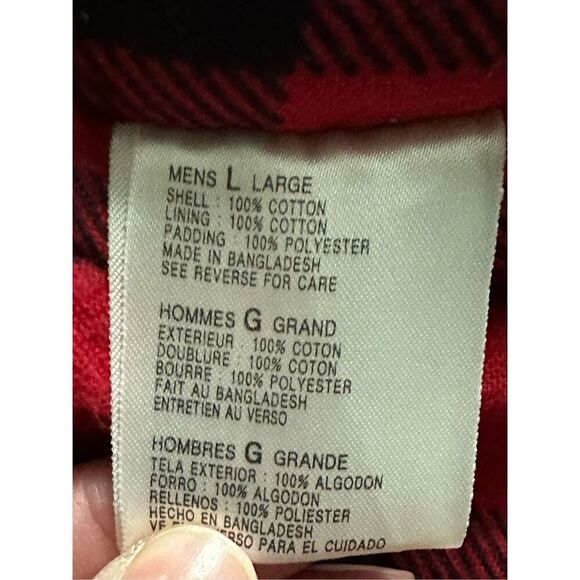 MENS L LARGE
SHELL : 100% COTTON
LINING : 100% COTTON
PADDING : 100% POLYESTER
MADE IN BANGLADESH
SEE REVERSE FOR CARE
HOMMES G GRAND
EXTERIEUR : 100% COTON
DOUBLURE : 100% COTON
BOURRE : 100% POLYESTER
FAIT AU BANGLADESH
ENTRETIEN AU VERSO
HOMBRES G GRANDE
TELA EXTERIOR : 100% ALGODON
FORRO : 100% ALGODON
RELLENOS : 100% POLIESTER
HECHO EN BANGLADESH
VE PARA EL CUIDADO